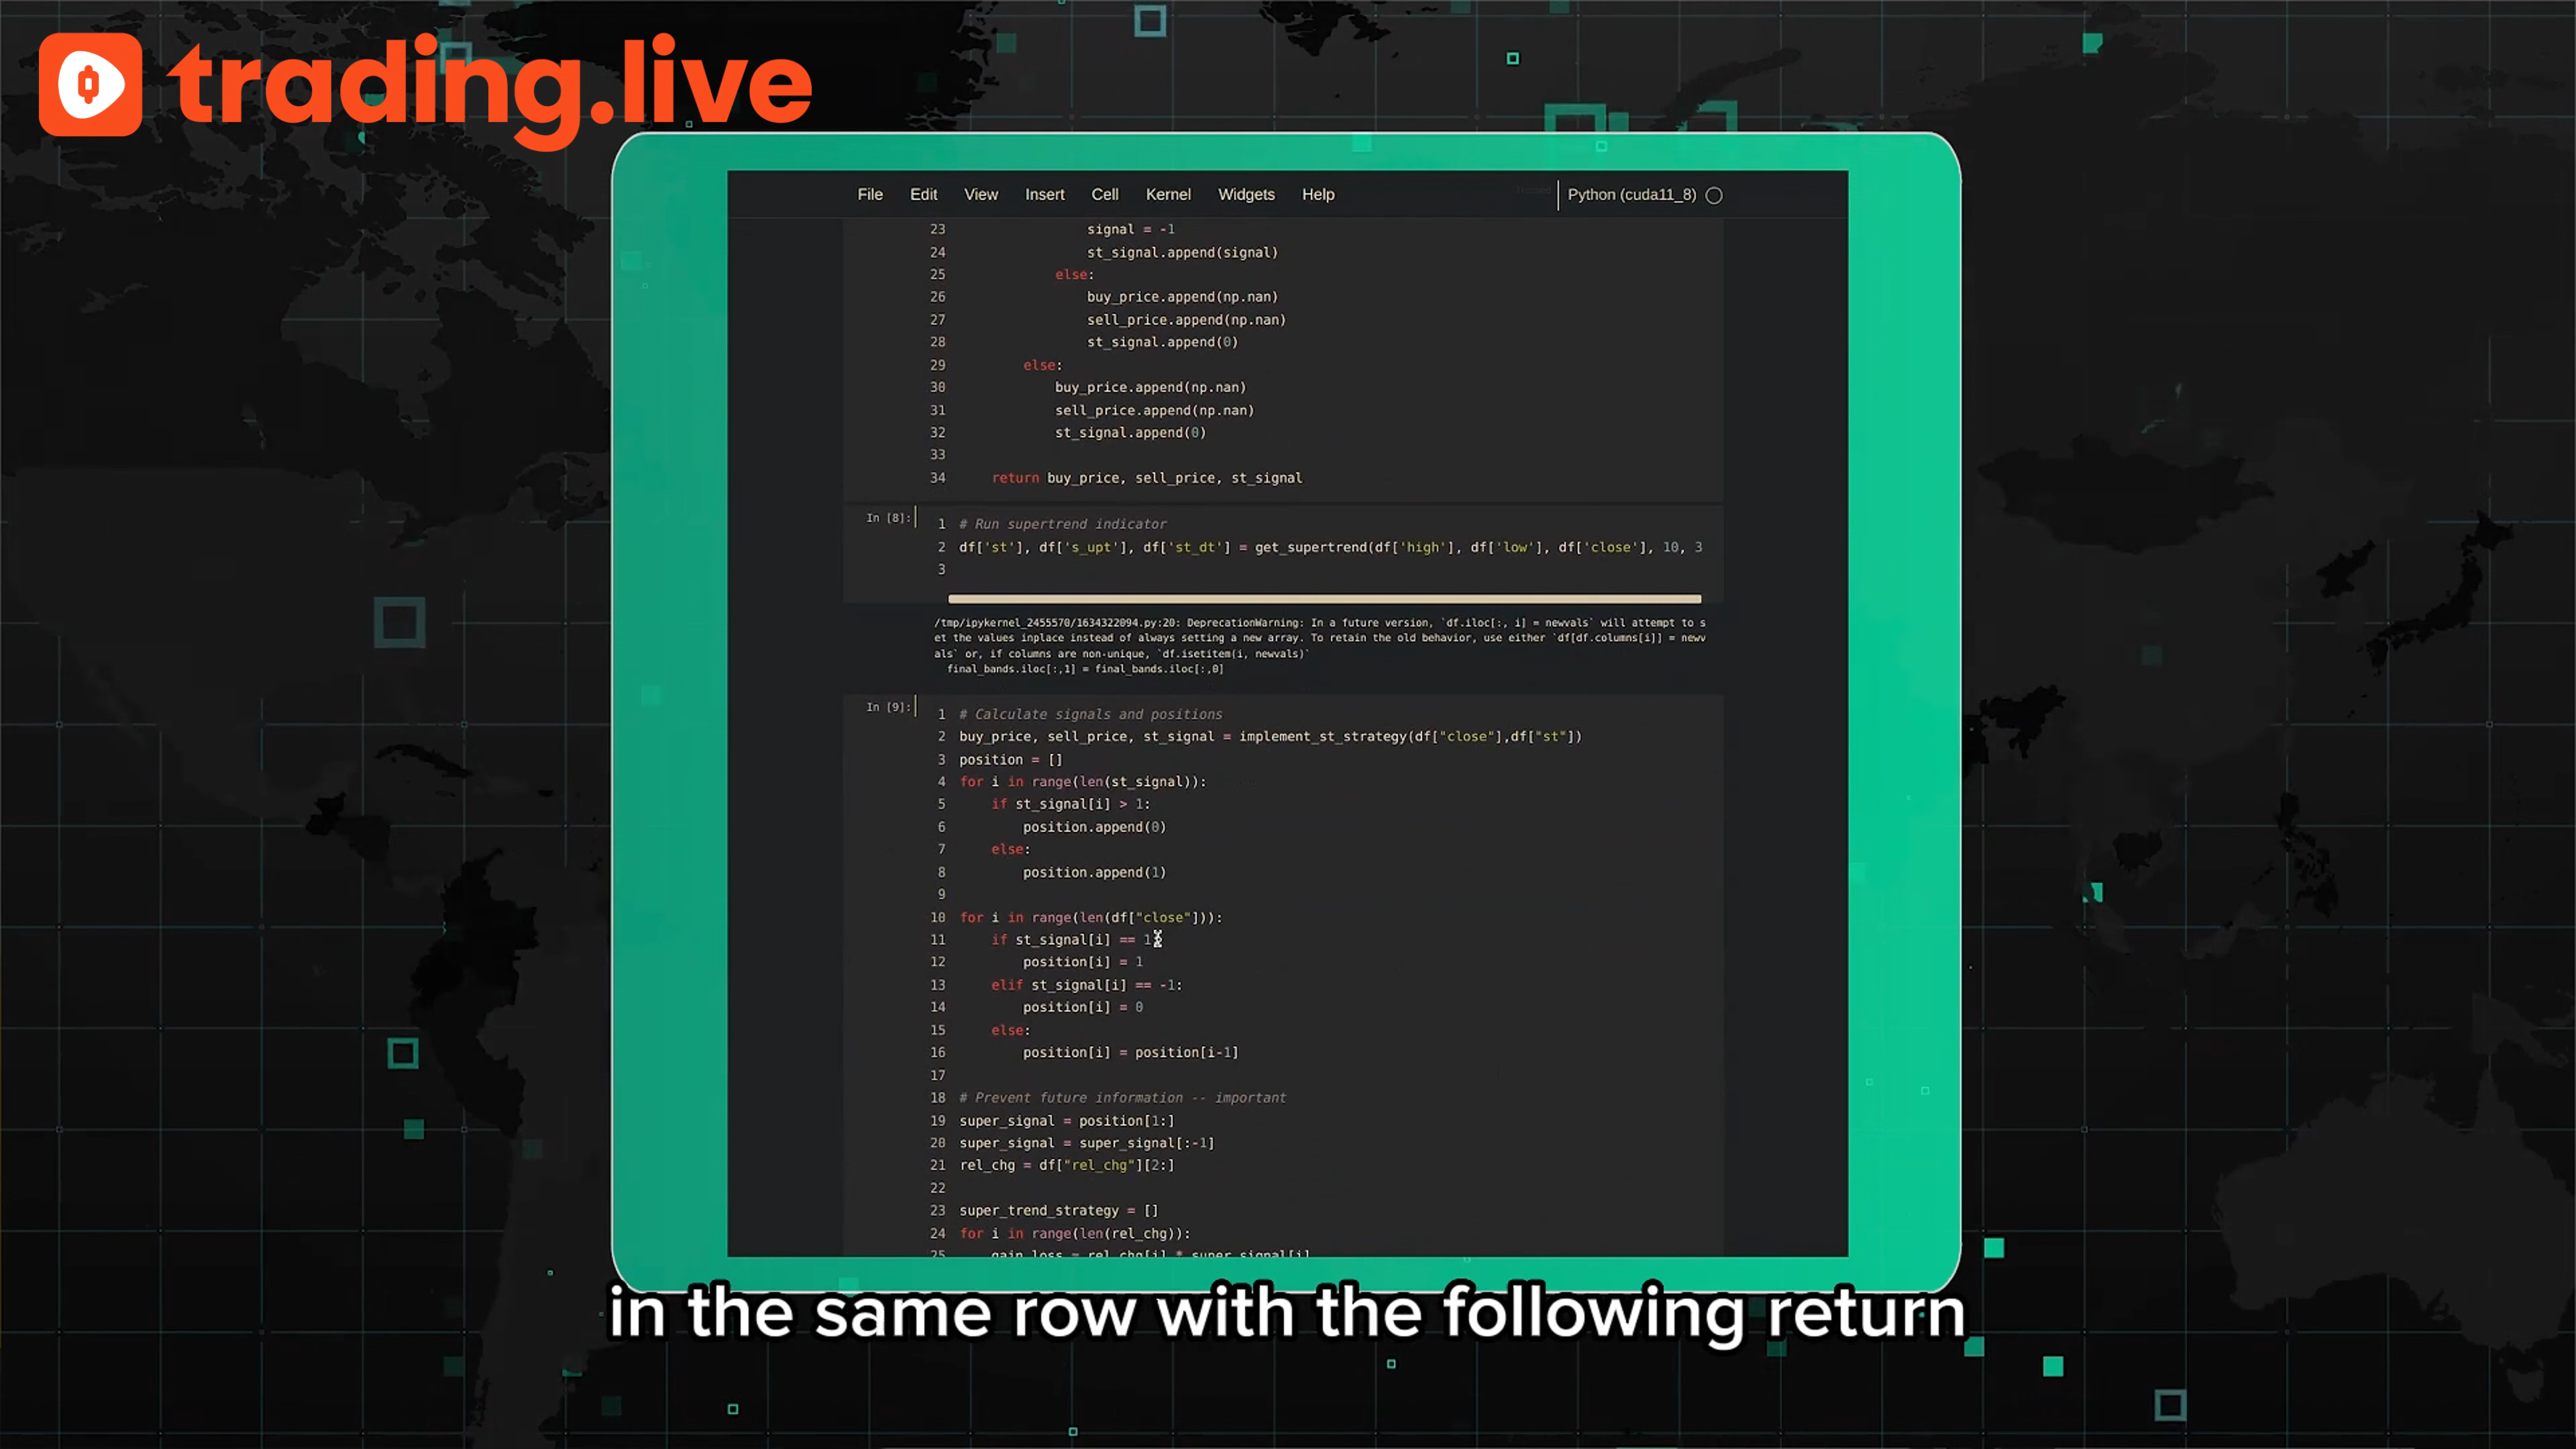 trading.live
File Edit View Insert Cell Kernel Widgets Help Python (cuda11_8)
23 signal = -1
24 st_signal.append(signal)
25 else:
26 buy_price.append(np.nan)
27 sell_price.append(np.nan)
28 st_signal.append(0)
29 else:
30 buy_price.append(np.nan)
31 sell_price.append(np.nan)
32 st_signal.append(0)
33
34 return buy_price, sell_price, st_signal
In [8]: 1 # Run supertrend indicator
2 df['st'], df['s_upt'], df['st_dt'] = get_supertrend(df['high'], df['low'], df['close'], 10, 3
3
/tmp/ipykernel_2455570/1634322094.py:20: DeprecationWarning: In a future version, `df.iloc[:, i] = newvals` will attempt to s
et the values inplace instead of always setting a new array. To retain the old behavior, use either `df[df.columns[i]] = newv
als` or, if columns are non-unique, `df.isetitem(i, newvals)`
final_bands.iloc[:,1] = final_bands.iloc[:,0]
In [9]: 1 # Calculate signals and positions
2 buy_price, sell_price, st_signal = implement_st_strategy(df["close"],df["st"])
3 position = []
4 for i in range(len(st_signal)):
5 if st_signal[i] > 1:
6 position.append(0)
7 else:
8 position.append(1)
9
10 for i in range(len(df["close"])):
11 if st_signal[i] == 1:
12 position[i] = 1
13 elif st_signal[i] == -1:
14 position[i] = 0
15 else:
16 position[i] = position[i-1]
17
18 # Prevent future information -- important
19 super_signal = position[1:]
20 super_signal = super_signal[:-1]
21 rel_chg = df["rel_chg"][2:]
22
23 super_trend_strategy = []
24 for i in range(len(rel_chg)):
25 gain_loss = rel_chg[i] * super_signal[i]
in the same row with the following return